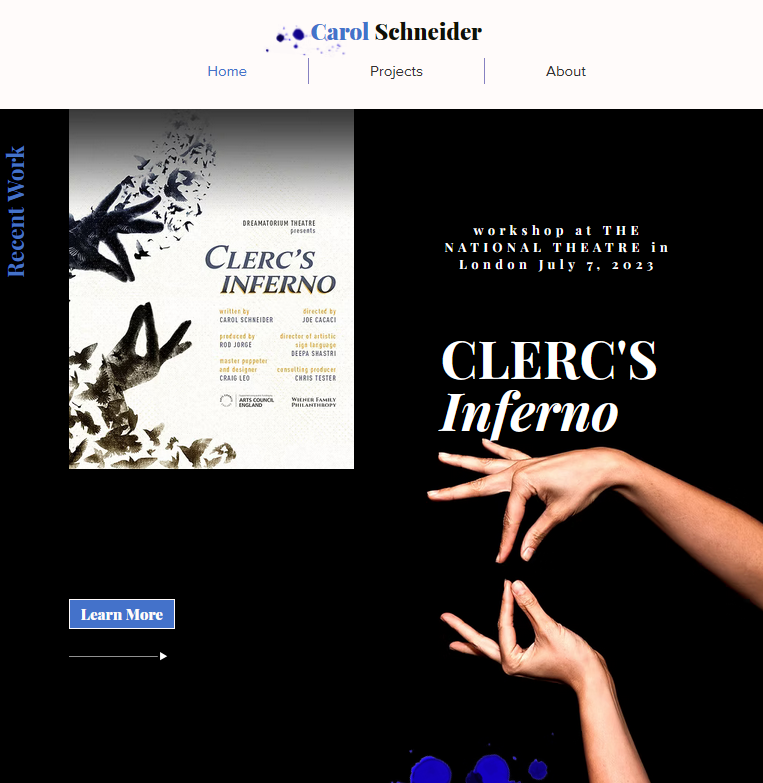 Carol Schneider
Home
Projects
About
Recent Work
DREAMATORIUM THEATRE
presents
CLERC'S
INFERNO
written by
CAROL SCHNEIDER
directed by
JOE CACACI
produced by
ROD JORGE
director of artistic
sign language
DEEPA SHASTRI
master puppeter
and designer
CRAIG LEO
consulting producer
CHRIS TESTER
ARTS COUNCIL
ENGLAND
WIENER FAMILY
PHILANTHROPY
workshop at THE
NATIONAL THEATRE in
London July 7, 2023
CLERC'S
Inferno
Learn More